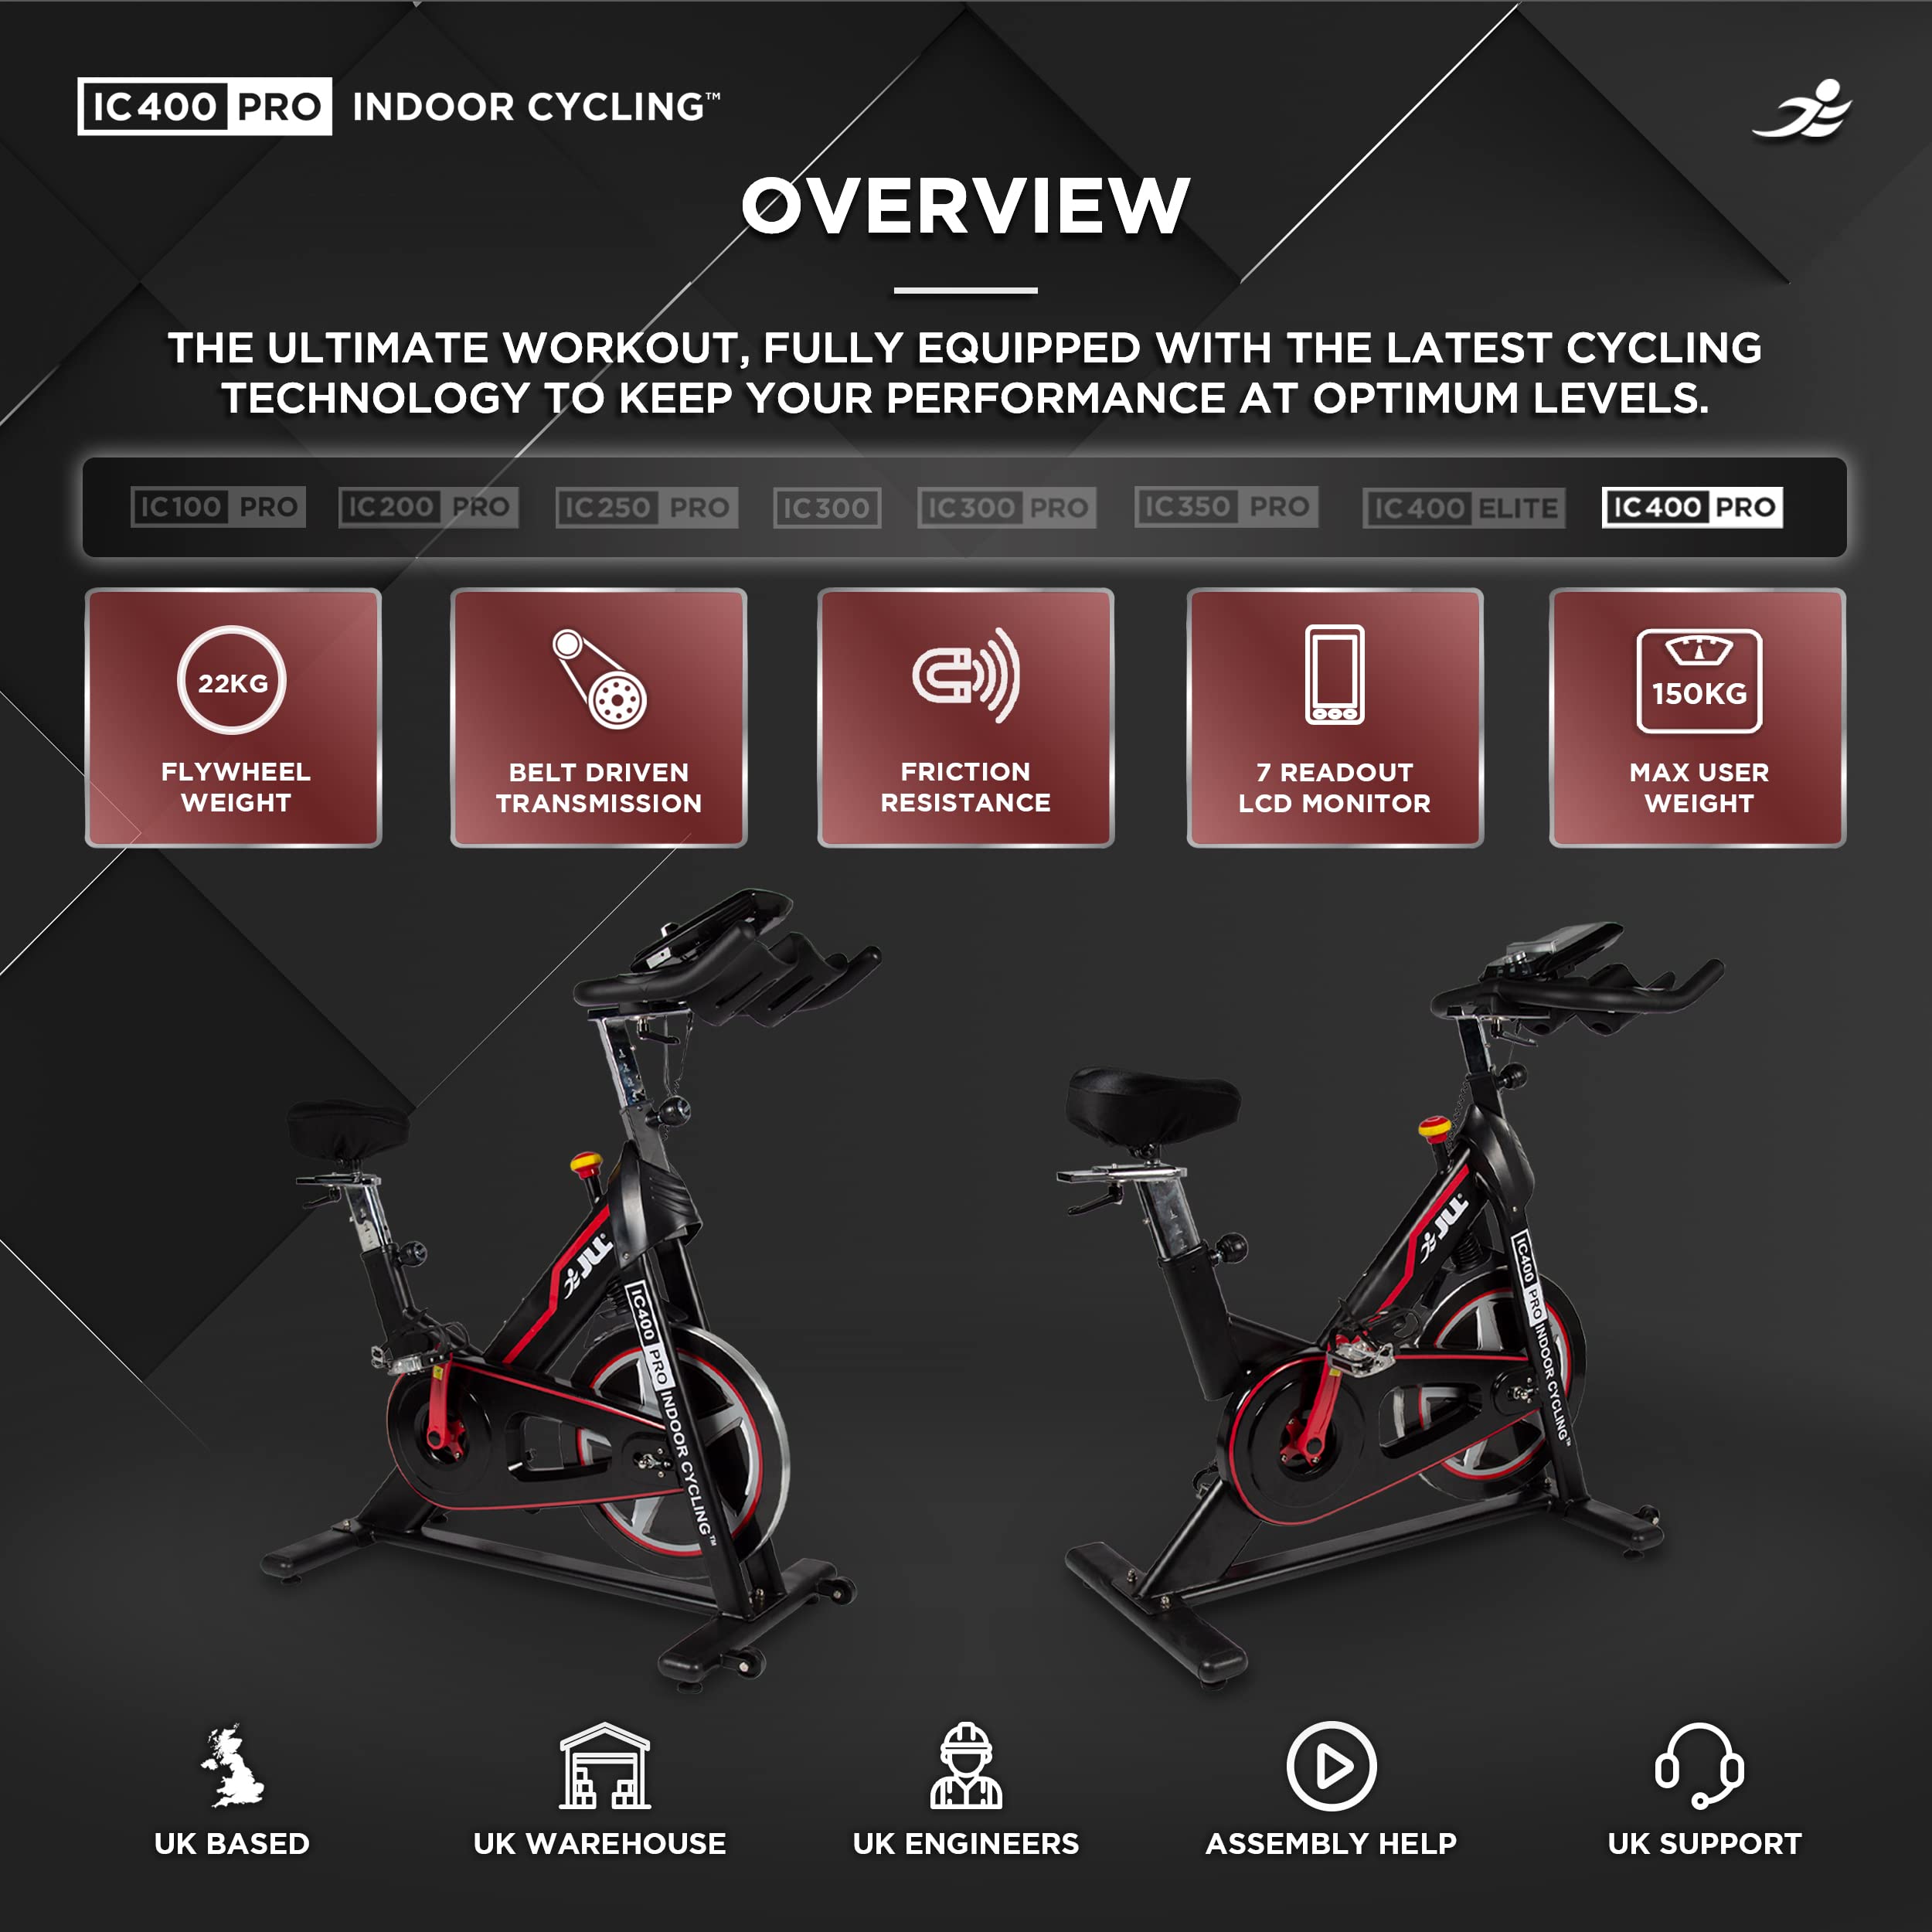 IC400 PRO INDOOR CYCLING™
OVERVIEW
THE ULTIMATE WORKOUT, FULLY EQUIPPED WITH THE LATEST CYCLING
TECHNOLOGY TO KEEP YOUR PERFORMANCE AT OPTIMUM LEVELS.
IC100 PRO IC200 PRO IC250 PRO IC300 IC300 PRO IC350 PRO IC400 ELITE IC400 PRO
22KG
FLYWHEEL
WEIGHT
BELT DRIVEN
TRANSMISSION
FRICTION
RESISTANCE
7 READOUT
LCD MONITOR
150KG
MAX USER
WEIGHT
JLL
IC400 PRO INDOOR CYCLING™
JLL®
IC400 PRO INDOOR CYCLING™
UK BASED
UK WAREHOUSE
UK ENGINEERS
ASSEMBLY HELP
UK SUPPORT